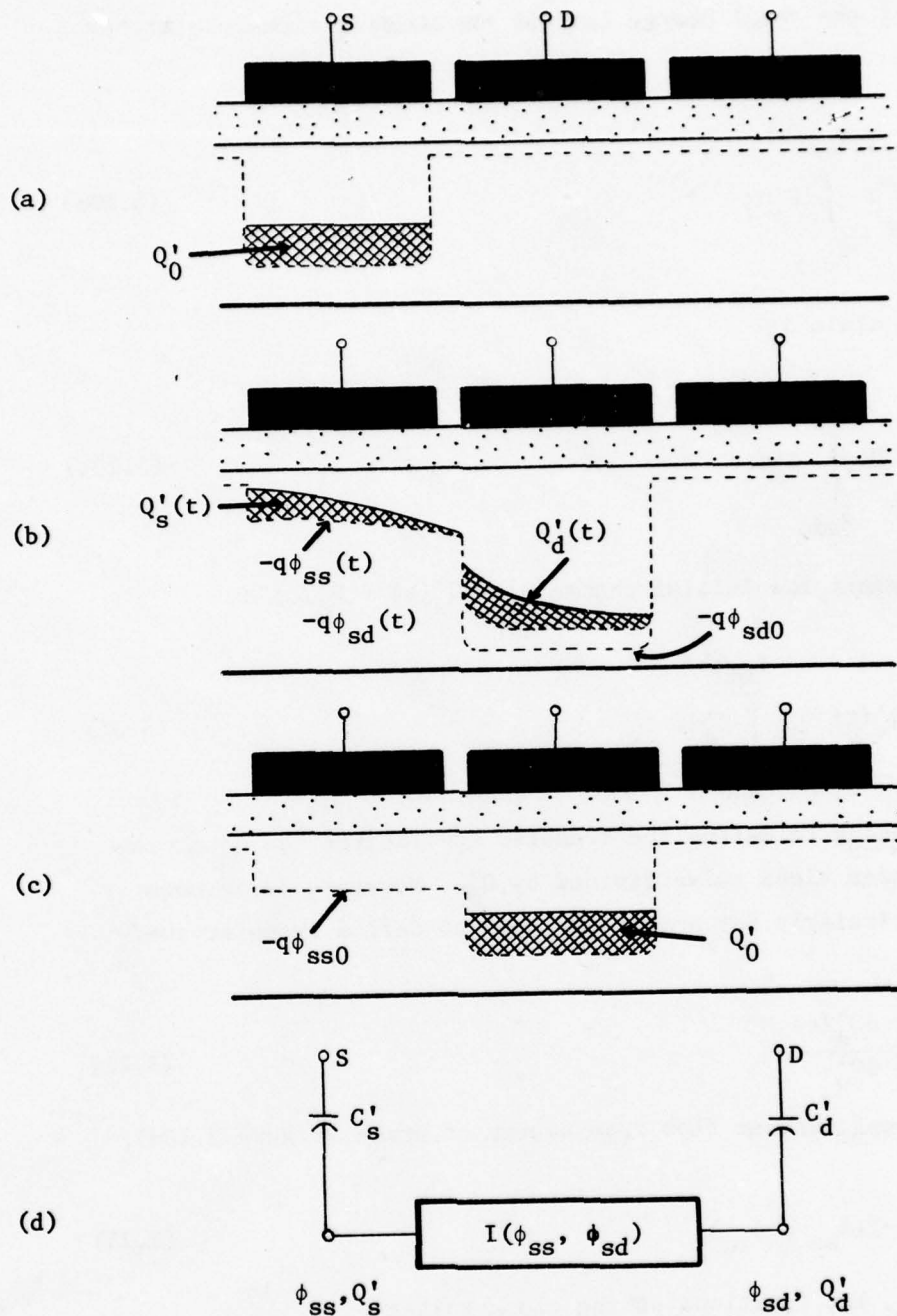 S D
(a)
Q'₀
Q'ₛ(t)
(b)
-qϕₛₛ(t)
Q'd(t)
-qϕsd(t)
-qϕsd0
(c)
-qϕss0
Q'₀
S D
C'ₛ C'd
(d)
I(ϕₛₛ, ϕsd)
ϕₛₛ, Q'ₛ ϕsd, Q'd